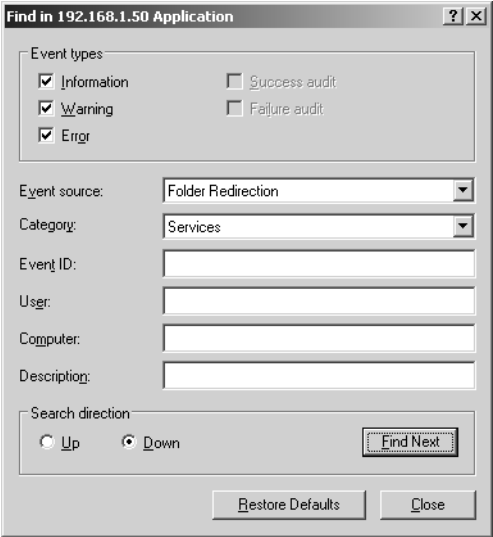 Find in 192.168.1.50 Application
Event types
Information
Success audit
Warning
Failure audit
Error
Event source:
Folder Redirection
Category:
Services
Event ID:
User:
Computer:
Description:
Search direction
Up
Down
Find Next
Restore Defaults
Close